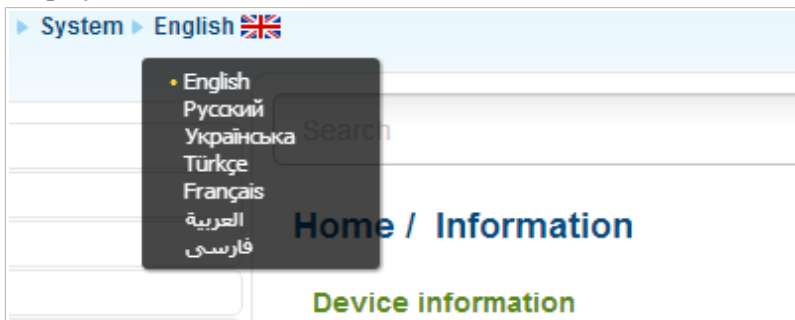 System English
• English
Русский
Українська
Türkçe
Français
العربية
فارسی
Search
Home / Information
Device information